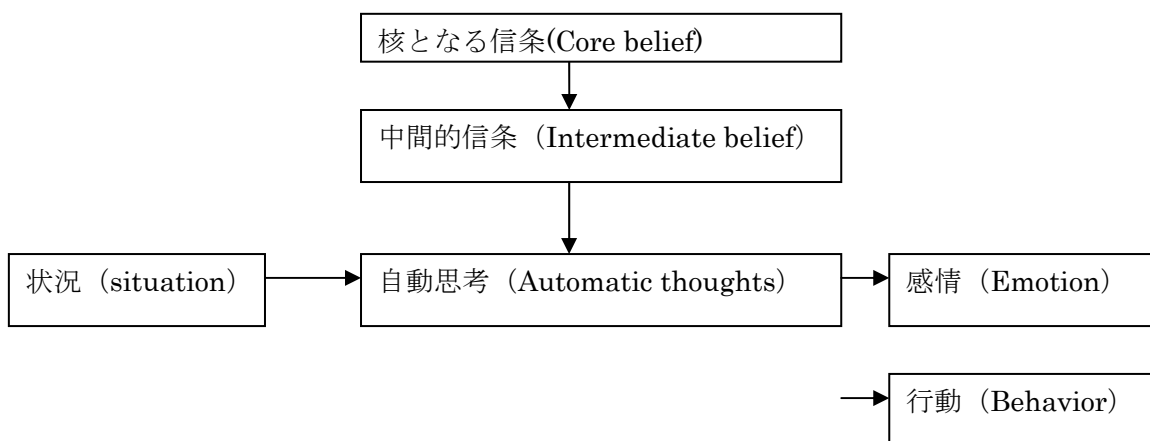 核となる信条(Core belief)
中間的信条（Intermediate belief）
状況（situation）
自動思考（Automatic thoughts）
感情（Emotion）
行動（Behavior）